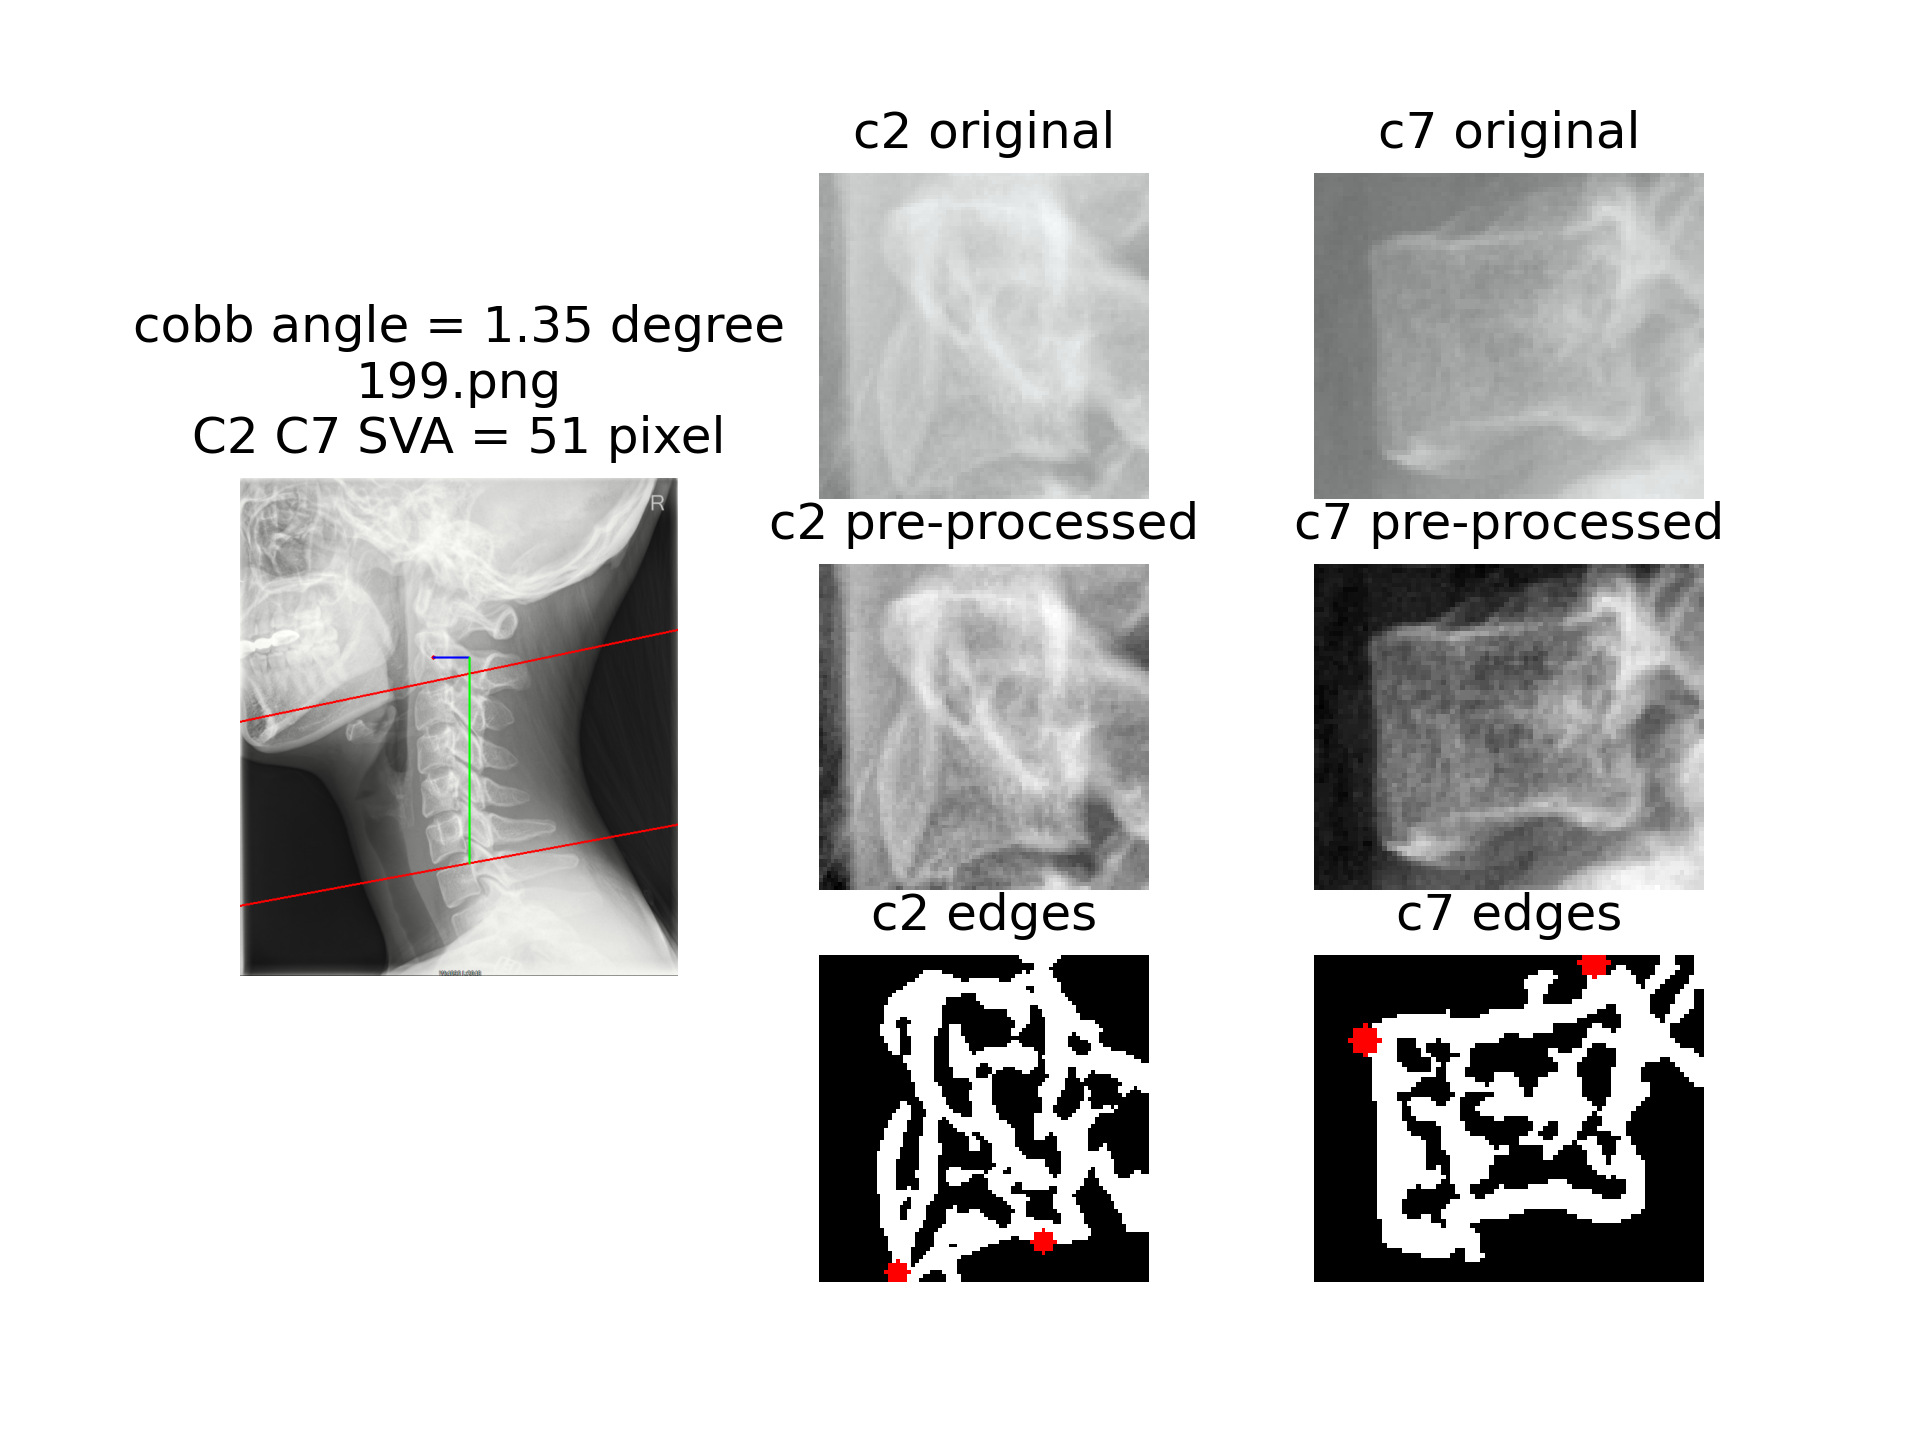 cobb angle = 1.35 degree
199.png
C2 C7 SVA = 51 pixel
R
c2 original
c7 original
c2 pre-processed
c7 pre-processed
c2 edges
c7 edges